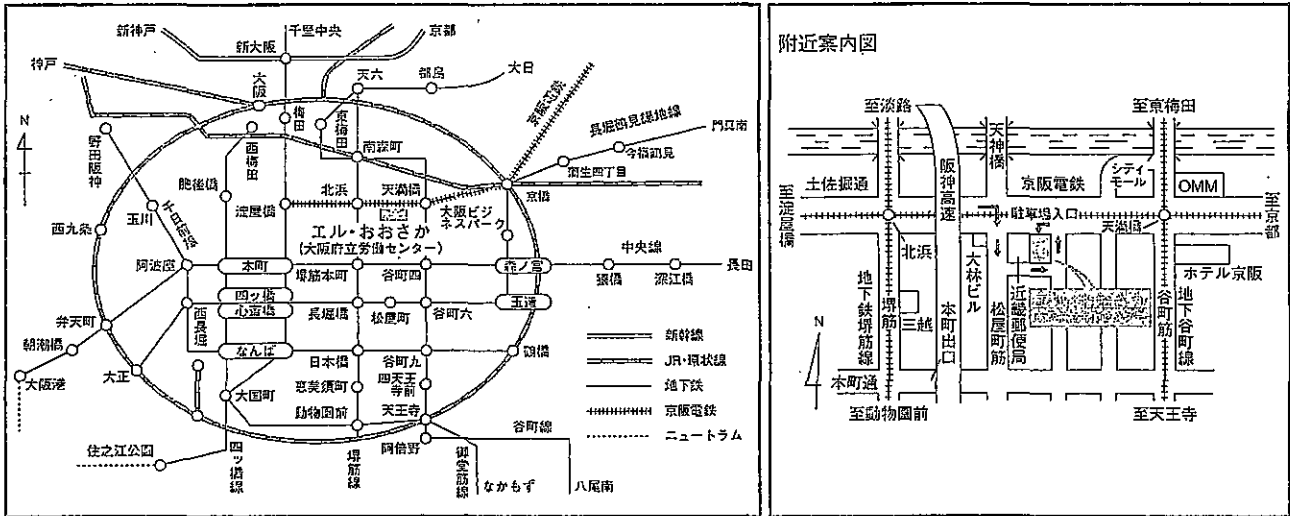 新神戸
千里中央
京都
新大阪
神戸
大阪
天六
都島
大日
京阪電鉄
梅田
東梅田
長堀鶴見緑地線
門真南
N
野田阪神
西梅田
南森町
今福鶴見
蒲生四丁目
京橋
肥後橋
北浜
天満橋
淀屋橋
大阪ビジネスパーク
玉川
千日前線
エル・おおさか
(大阪府立労働センター)
西九条
中央線
阿波座
本町
堺筋本町
谷町四
森ノ宮
深江橋
長田
四ツ橋
心斎橋
西長堀
長堀橋
松屋町
谷町六
玉造
弁天町
朝潮橋
大阪港
大正
なんば
日本橋
谷町九
鶴橋
大国町
恵美須町
四天王寺前
動物園前
天王寺
阿倍野
谷町線
住之江公園
四ッ橋線
堺筋線
御堂筋線
なかもず
八尾南
新幹線
JR・環状線
地下鉄
京阪電鉄
ニュートラム
附近案内図
至淡路
天神橋
至東梅田
土佐堀通
阪神高速
京阪電鉄
シティモール
OMM
至淀屋橋
駐車場入口
至京都
北浜
天満橋
ホテル京阪
地下鉄堺筋線
堺筋
三越
大林ビル
本町出口
松屋町筋
近畿郵便局
谷町筋
地下谷町線
N
本町通
至動物園前
至天王寺